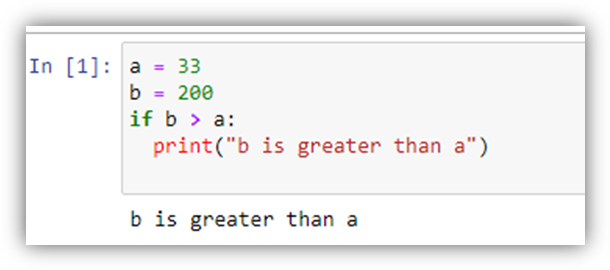 In [1]: a = 33
b = 200
if b > a:
  print("b is greater than a")
b is greater than a